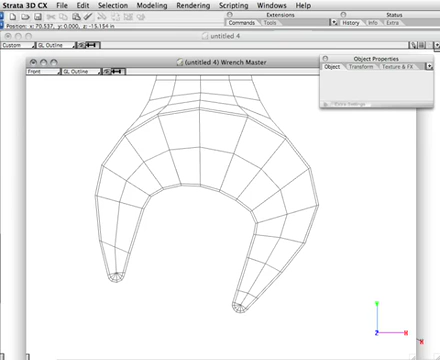 Strata 3D CX File Edit Selection Modeling Rendering Scripting Windows Help
Extensions Status
Commands Tools History Info Extra
Position: x: 70.537, y: 0.000, z: -15.154 in
untitled 4
Custom GL Outline
(untitled 4) Wrench Master
Front GL Outline
Object Properties
Object Transform Texture & FX
Y
Z
X
X